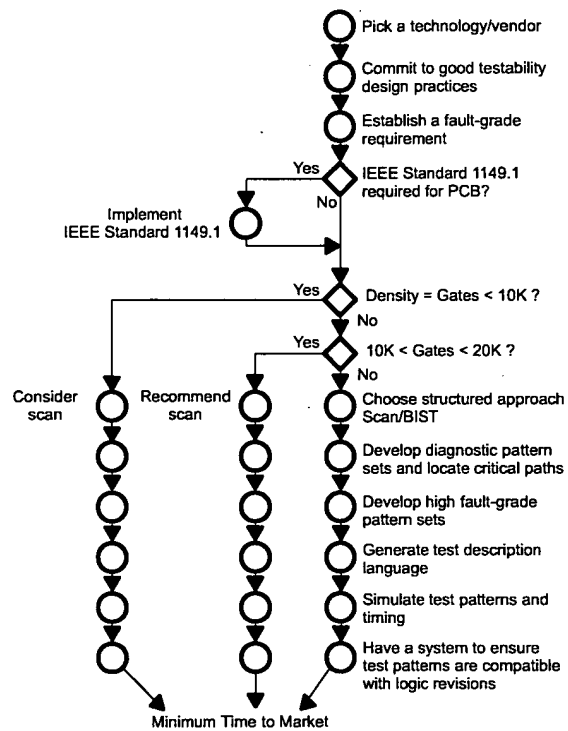 Pick a technology/vendor
Commit to good testability
design practices
Establish a fault-grade
requirement
Yes
IEEE Standard 1149.1
required for PCB?
No
Implement
IEEE Standard 1149.1
Yes
Density = Gates < 10K ?
No
Yes
10K < Gates < 20K ?
No
Consider
scan
Recommend
scan
Choose structured approach
Scan/BIST
Develop diagnostic pattern
sets and locate critical paths
Develop high fault-grade
pattern sets
Generate test description
language
Simulate test patterns and
timing
Have a system to ensure
test patterns are compatible
with logic revisions
Minimum Time to Market